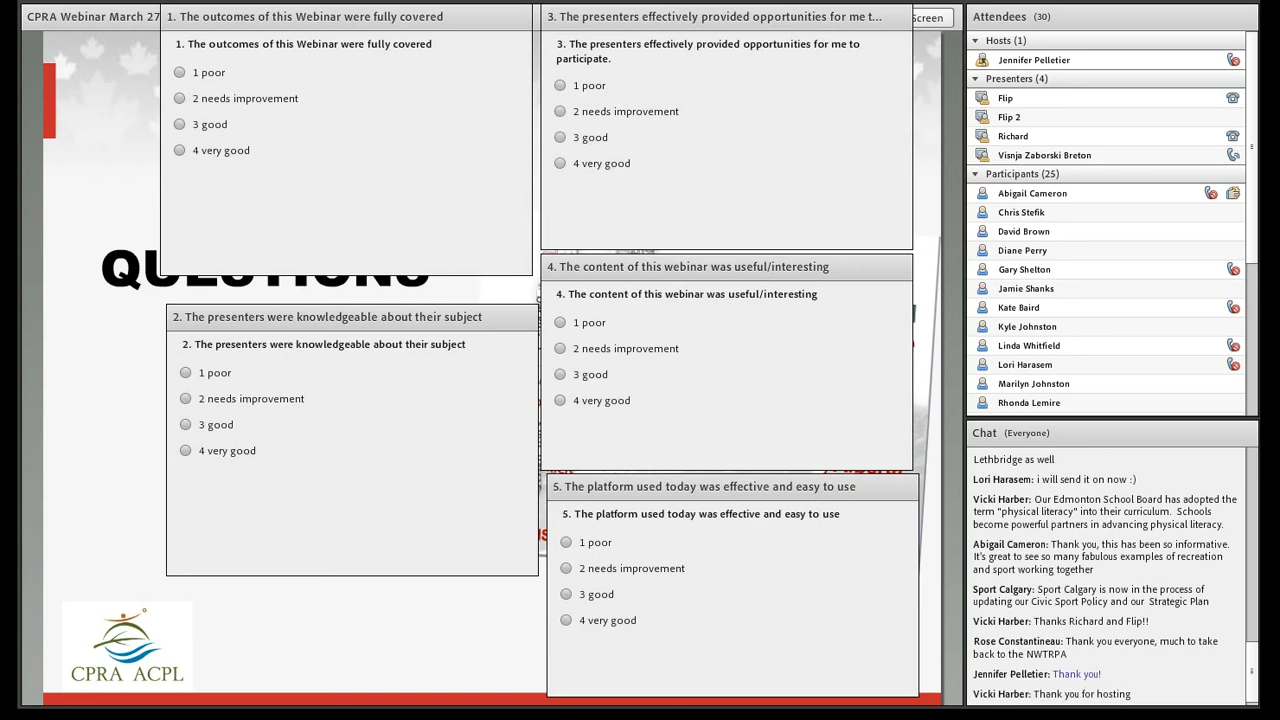 CPRA Webinar March 27
Screen
1. The outcomes of this Webinar were fully covered
1. The outcomes of this Webinar were fully covered
1 poor
2 needs improvement
3 good
4 very good
3. The presenters effectively provided opportunities for me t...
3. The presenters effectively provided opportunities for me to
participate.
1 poor
2 needs improvement
3 good
4 very good
QUESTIONS
2. The presenters were knowledgeable about their subject
2. The presenters were knowledgeable about their subject
1 poor
2 needs improvement
3 good
4 very good
4. The content of this webinar was useful/interesting
4. The content of this webinar was useful/interesting
1 poor
2 needs improvement
3 good
4 very good
5. The platform used today was effective and easy to use
5. The platform used today was effective and easy to use
1 poor
2 needs improvement
3 good
4 very good
CPRA ACPL
Attendees (30)
Hosts (1)
Jennifer Pelletier
Presenters (4)
Flip
Flip 2
Richard
Visnja Zaborski Breton
Participants (25)
Abigail Cameron
Chris Stefik
David Brown
Diane Perry
Gary Shelton
Jamie Shanks
Kate Baird
Kyle Johnston
Linda Whitfield
Lori Harasem
Marilyn Johnston
Rhonda Lemire
Chat (Everyone)
Lethbridge as well
Lori Harasem: i will send it on now :)
Vicki Harber: Our Edmonton School Board has adopted the
term "physical literacy" into their curriculum. Schools
become powerful partners in advancing physical literacy.
Abigail Cameron: Thank you, this has been so informative.
It's great to see so many fabulous examples of recreation
and sport working together
Sport Calgary: Sport Calgary is now in the process of
updating our Civic Sport Policy and our Strategic Plan
Vicki Harber: Thanks Richard and Flip!!
Rose Constantineau: Thank you everyone, much to take
back to the NWTRPA
Jennifer Pelletier: Thank you!
Vicki Harber: Thank you for hosting